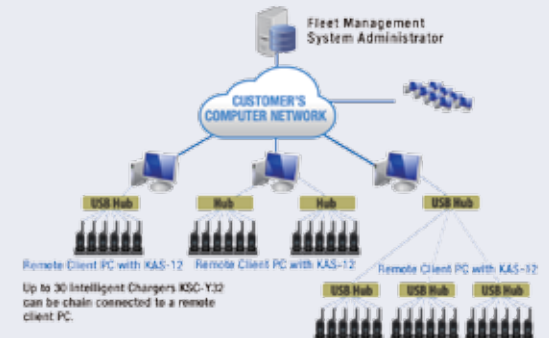 Fleet Management
System Administrator
CUSTOMER'S
COMPUTER NETWORK
USB Hub
Hub
Hub
USB Hub
Remote Client PC with KAS-12
Remote Client PC with KAS-12
Remote Client PC with KAS-12
Up to 30 Intelligent Chargers KSC-Y32
can be chain connected to a remote
client PC.
USB Hub
USB Hub
USB Hub